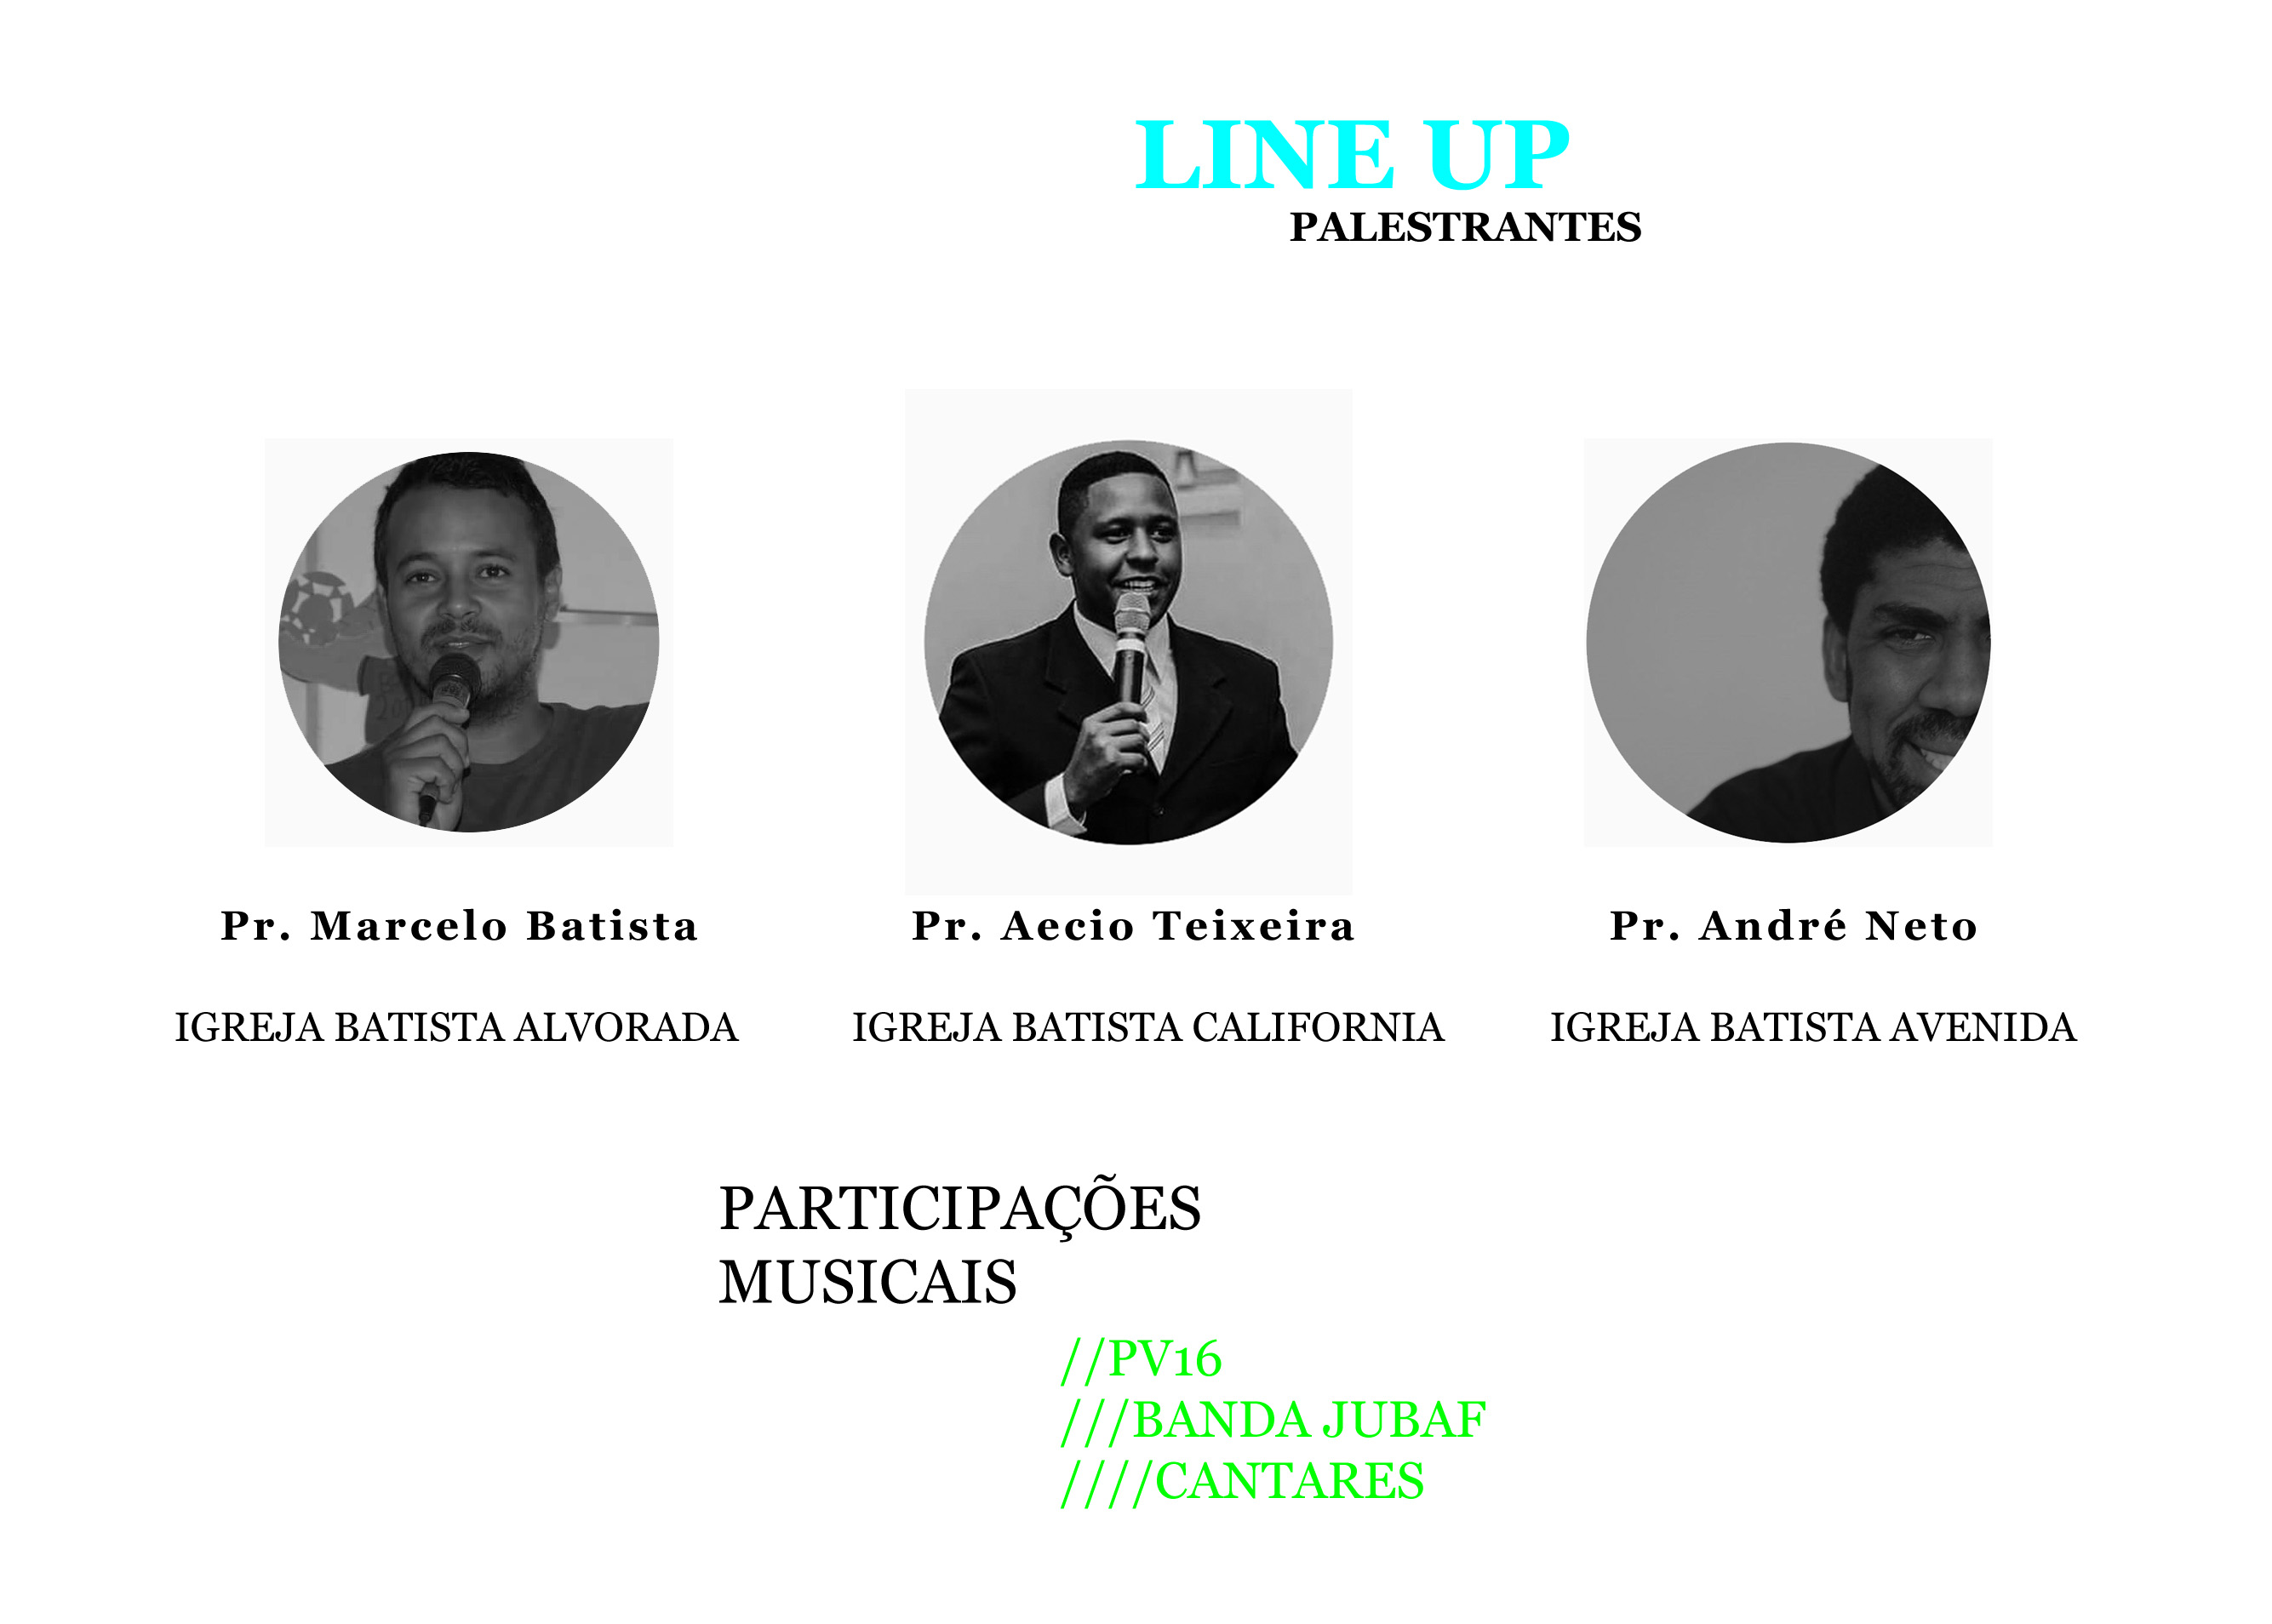 LINE UP
PALESTRANTES
Pr. Marcelo Batista
IGREJA BATISTA ALVORADA
Pr. Aecio Teixeira
IGREJA BATISTA CALIFORNIA
Pr. André Neto
IGREJA BATISTA AVENIDA
PARTICIPAÇÕES
MUSICAIS
//PV16
///BANDA JUBAF
////CANTARES